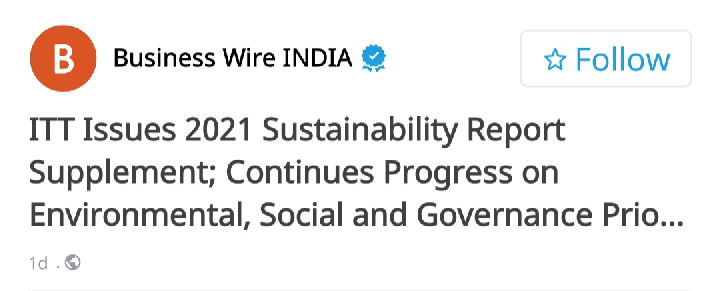 B
Business Wire INDIA
Follow
ITT Issues 2021 Sustainability Report
Supplement; Continues Progress on
Environmental, Social and Governance Prio...
1d .